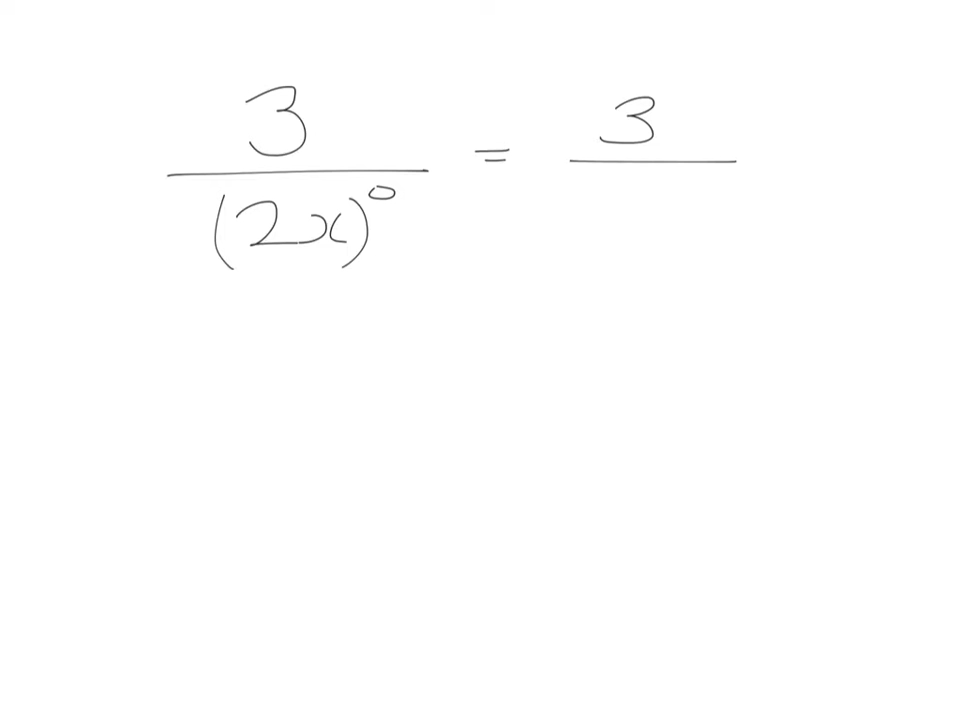 3/(2x)⁰ = 3/